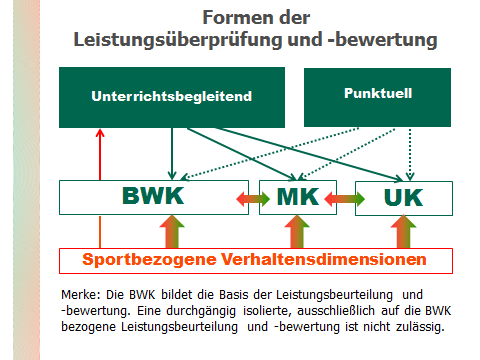 Formen der
Leistungsüberprüfung und -bewertung
Unterrichtsbegleitend
Punktuell
BWK
MK
UK
Sportbezogene Verhaltensdimensionen
Merke: Die BWK bildet die Basis der Leistungsbeurteilung und
-bewertung. Eine durchgängig isolierte, ausschließlich auf die BWK
bezogene Leistungsbeurteilung und -bewertung ist nicht zulässig.